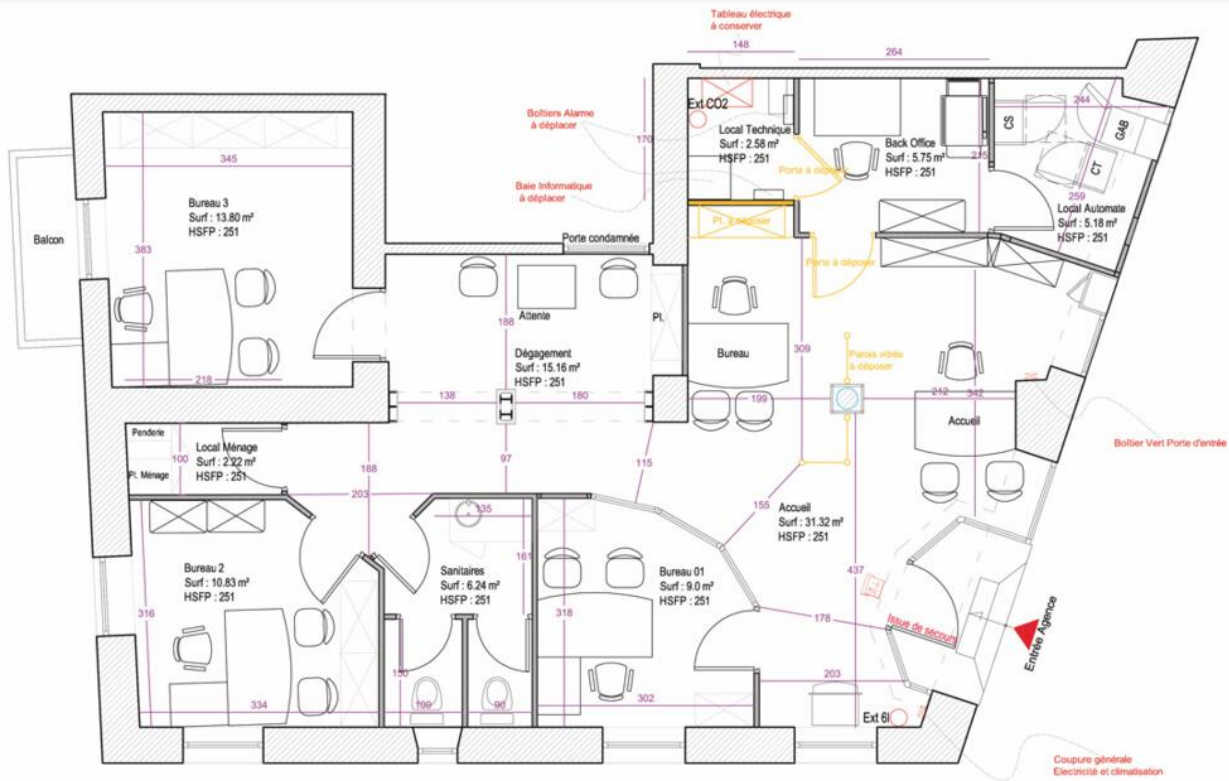 Tableau électrique
à conserver
148
264
Ext CO2
Local Technique
Surf : 2.58 m²
HSFP : 251
Boîtiers Alarme
à déplacer
170
Back Office
Surf : 5.75 m²
HSFP : 251
215
CS
244
GAB
CT
259
Local Automate
Surf : 5.18 m²
HSFP : 251
Porte à déposer
Baie Informatique
à déplacer
Pl. à déposer
Porte à déposer
345
Bureau 3
Surf : 13.80 m²
HSFP : 251
Balcon
383
218
Porte condamnée
188
Attente
Pl.
Dégagement
Surf : 15.16 m²
HSFP : 251
138
180
Bureau
309
Parois vitrée
à déposer
199
212
342
Accueil
Boîtier Vert Porte d'entrée
Penderie
100
Pl. Ménage
Local Ménage
Surf : 2.22 m²
HSFP : 251
188
203
97
115
155
Accueil
Surf : 31.32 m²
HSFP : 251
135
161
Bureau 2
Surf : 10.83 m²
HSFP : 251
316
334
Sanitaires
Surf : 6.24 m²
HSFP : 251
150
109
90
Bureau 01
Surf : 9.0 m²
HSFP : 251
318
302
437
178
Issue de secours
203
Ext 6l
Entrée Agence
Coupure générale
Electricité et climatisation